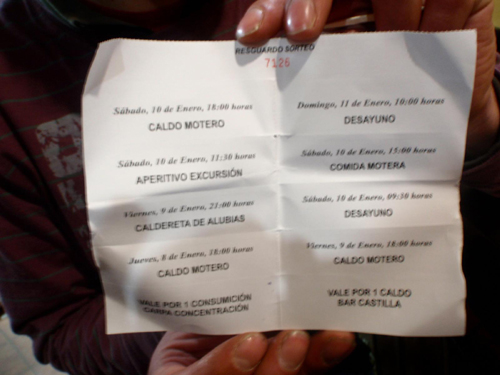 RESGUARDO SORTEO
7126
Sábado, 10 de Enero, 18:00 horas
CALDO MOTERO
Sábado, 10 de Enero, 11:30 horas
APERITIVO EXCURSIÓN
Viernes, 9 de Enero, 21:00 horas
CALDERETA DE ALUBIAS
Jueves, 8 de Enero, 18:00 horas
CALDO MOTERO
VALE POR 1 CONSUMICIÓN
CARPA CONCENTRACIÓN
Domingo, 11 de Enero, 10:00 horas
DESAYUNO
Sábado, 10 de Enero, 15:00 horas
COMIDA MOTERA
Sábado, 10 de Enero, 09:30 horas
DESAYUNO
Viernes, 9 de Enero, 18:00 horas
CALDO MOTERO
VALE POR 1 CALDO
BAR CASTILLA